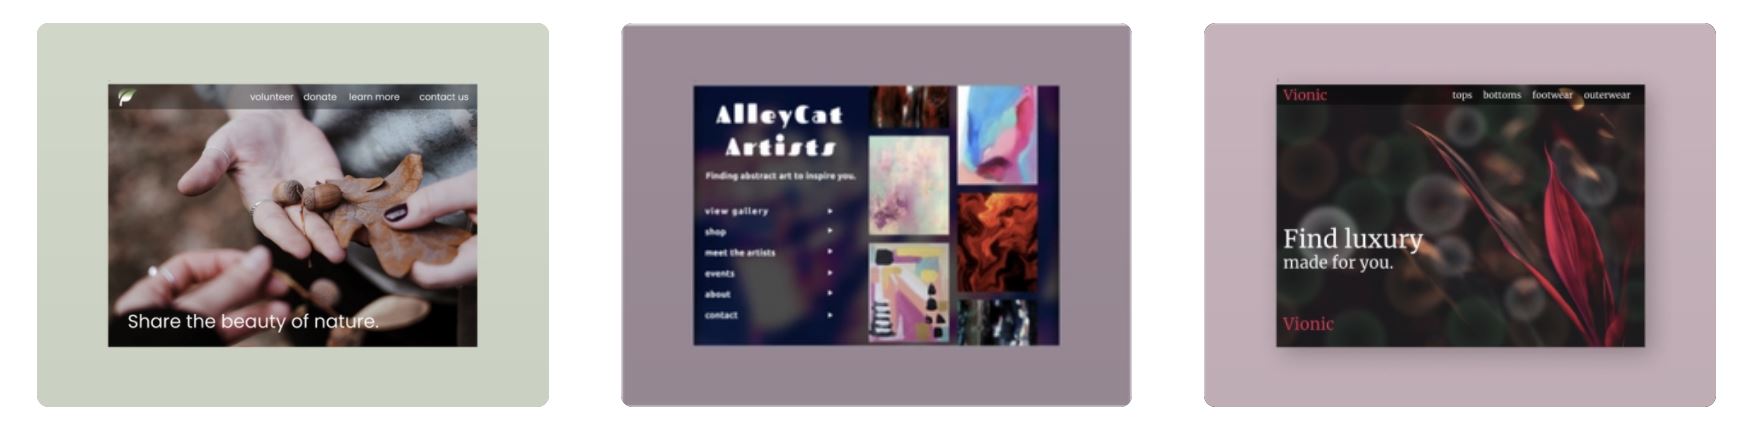 volunteer donate learn more contact us
Share the beauty of nature.
AlleyCat
Artists
Finding abstract art to inspire you.
view gallery
shop
meet the artists
events
about
contact
Vionic
tops bottoms footwear outerwear
Find luxury
made for you.
Vionic